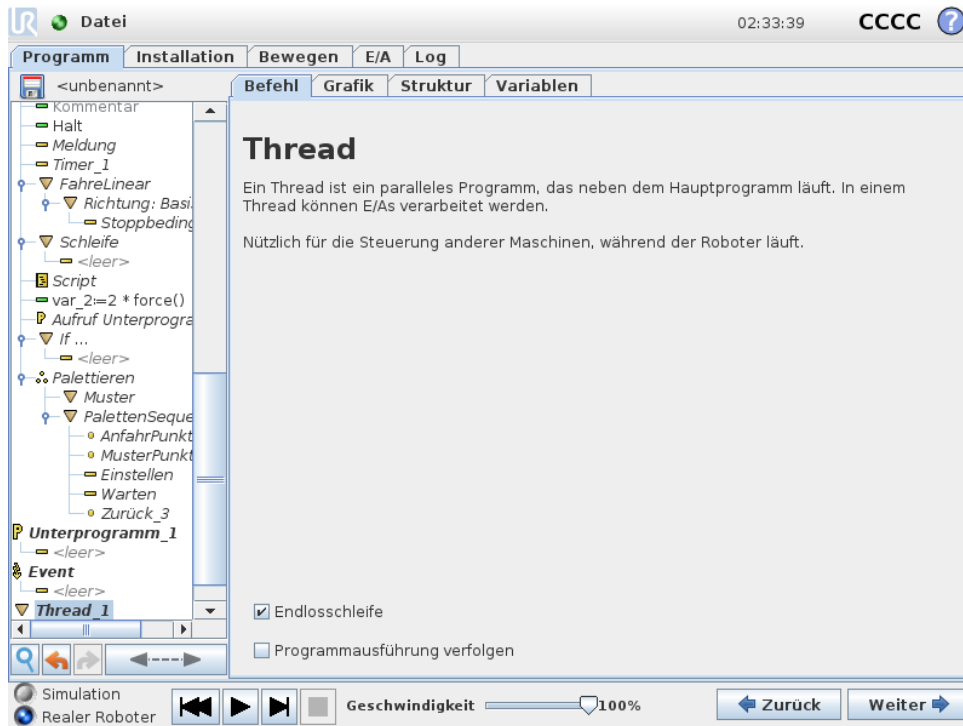 UR Datei 02:33:39 CCCC ?
Programm Installation Bewegen E/A Log
<unbenannt> Befehl Grafik Struktur Variablen
Kommentar
Halt
Meldung
Timer_1
FahreLinear
Richtung: Basi
Stoppbeding
Schleife
<leer>
Script
var_2:=2 * force()
P Aufruf Unterprogra
If ...
<leer>
Palettieren
Muster
PalettenSeque
AnfahrPunkt
MusterPunkt
Einstellen
Warten
Zurück_3
P Unterprogramm_1
<leer>
Event
<leer>
Thread_1
Thread
Ein Thread ist ein paralleles Programm, das neben dem Hauptprogramm läuft. In einem
Thread können E/As verarbeitet werden.
Nützlich für die Steuerung anderer Maschinen, während der Roboter läuft.
Endlosschleife
Programmausführung verfolgen
Simulation
Realer Roboter
Geschwindigkeit 100%
Zurück Weiter